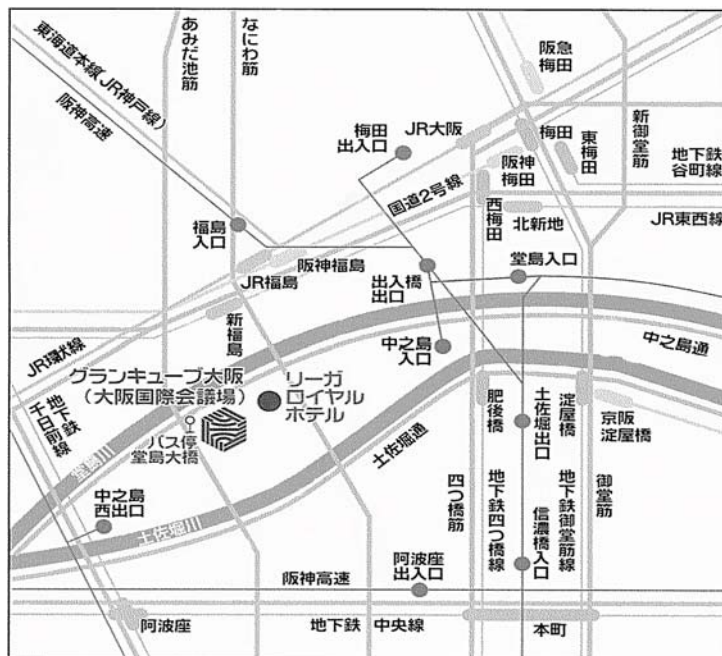 東海道本線(JR神戸線)
阪神高速
あみだ池筋
なにわ筋
阪急
梅田
梅田
出入口
JR大阪
梅田
東梅田
新御堂筋
地下鉄
谷町線
阪神
梅田
国道2号線
西梅田
北新地
JR東西線
福島
入口
阪神福島
JR福島
出入橋
出口
堂島入口
新福島
中之島
入口
中之島通
JR環状線
地下鉄
千日前線
グランキューブ大阪
(大阪国際会議場)
リーガ
ロイヤル
ホテル
バス停
堂島大橋
堂島川
土佐堀通
肥後橋
土佐堀出口
淀屋橋
京阪
淀屋橋
中之島
西出口
土佐堀川
四つ橋筋
地下鉄四つ橋線
信濃橋入口
地下鉄御堂筋線
御堂筋
阿波座
出入口
阪神高速
阿波座
地下鉄 中央線
本町